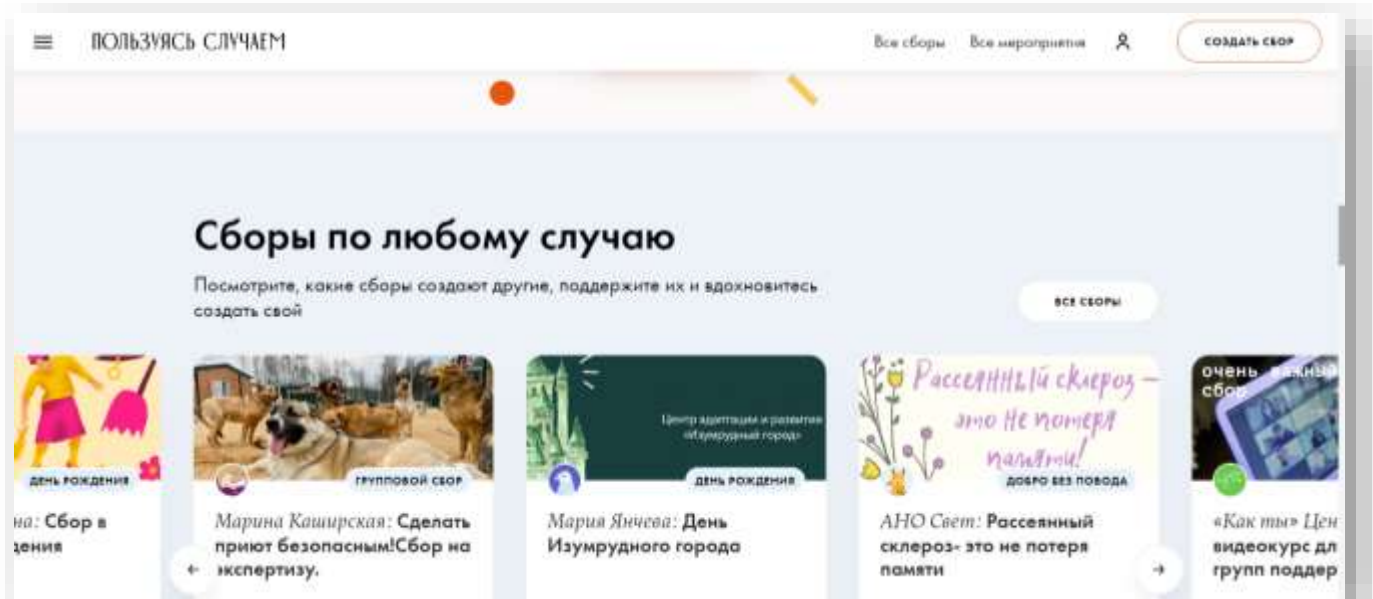 ПОЛЬЗУЯСЬ СЛУЧАЕМ
Все сборы Все мероприятия
СОЗДАТЬ СБОР
Сборы по любому случаю
Посмотрите, какие сборы создают другие, поддержите их и вдохновитесь
создать свой
ВСЕ СБОРЫ
ДЕНЬ РОЖДЕНИЯ
на: Сбор в
дения
ГРУППОВОЙ СБОР
Марина Каширская: Сделать
приют безопасным!Сбор на
экспертизу.
Центр адаптации и развития
«Изумрудный город»
ДЕНЬ РОЖДЕНИЯ
Мария Янчева: День
Изумрудного города
Рассеянный склероз —
это не потеря
памяти!
ДОБРО БЕЗ ПОВОДА
АНО Свет: Рассеянный
склероз- это не потеря
памяти
очень важный
сбор
«Как ты» Цен
видеокурс дл
групп поддер